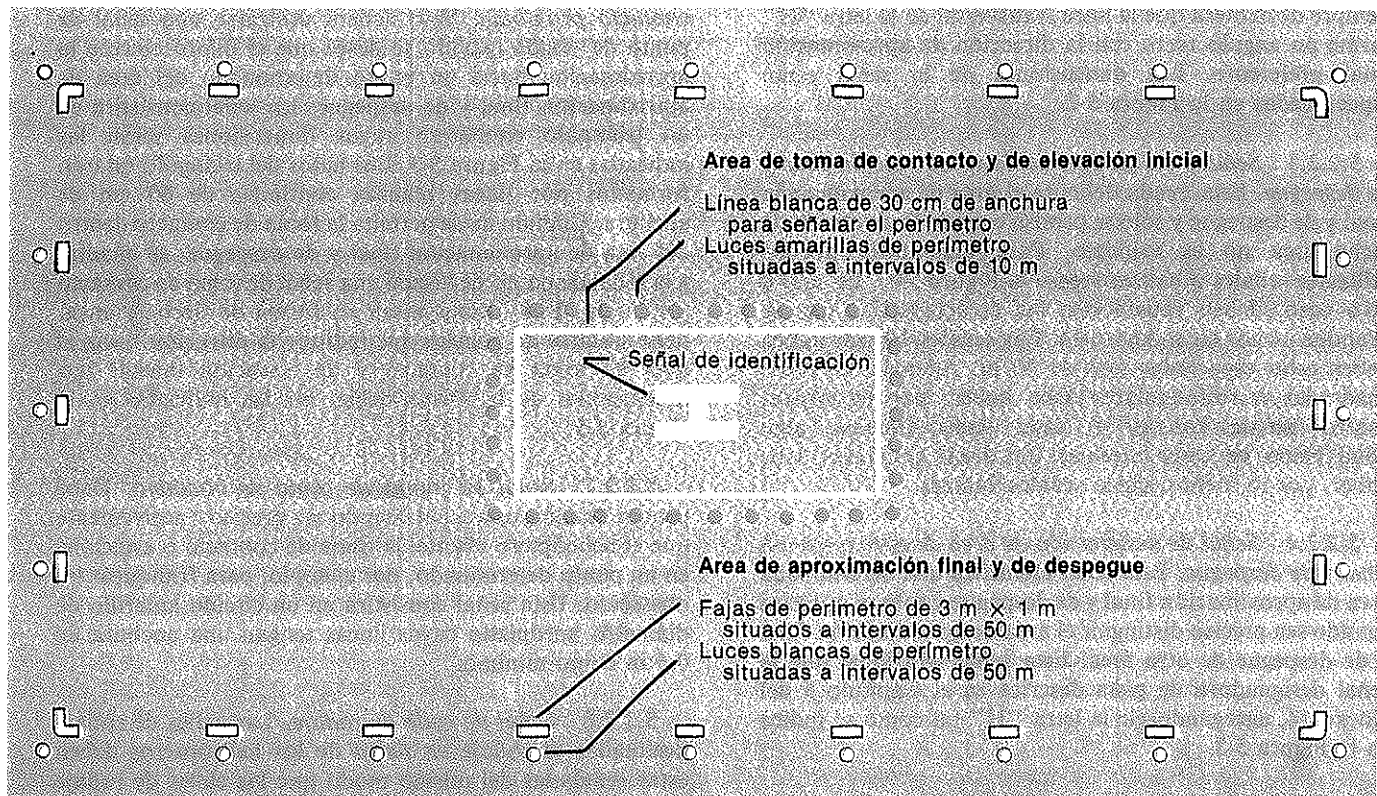 Area de toma de contacto y de elevación inicial
Línea blanca de 30 cm de anchura
para señalar el perímetro
Luces amarillas de perímetro
situadas a intervalos de 10 m
Señal de identificación
H
Area de aproximación final y de despegue
Fajas de perímetro de 3 m × 1 m
situados a intervalos de 50 m
Luces blancas de perímetro
situadas a intervalos de 50 m